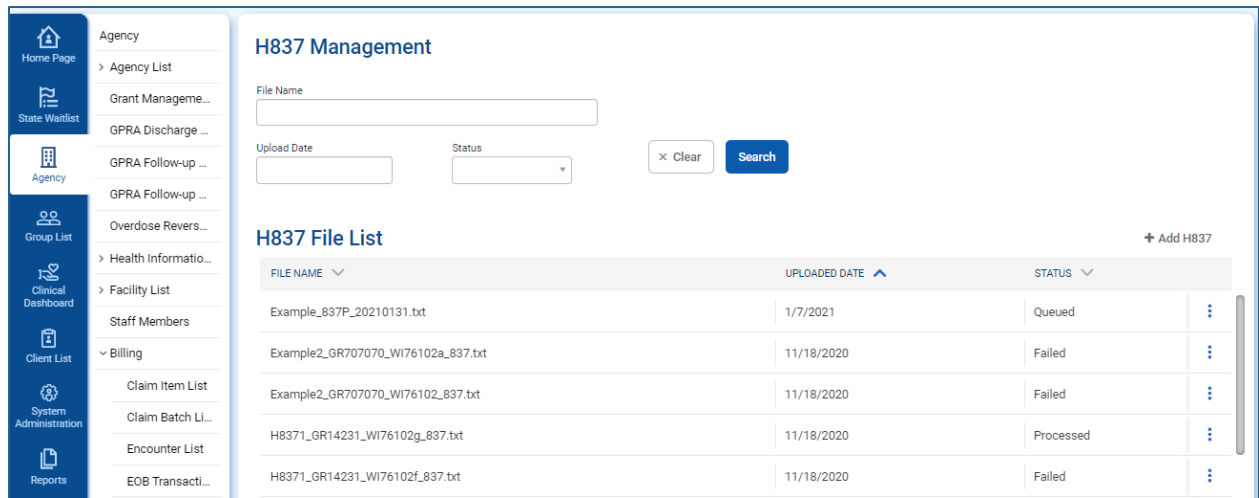 Home Page
State Waitlist
Agency
Group List
Clinical
Dashboard
Client List
System
Administration
Reports
Agency
Agency List
Grant Manageme...
GPRA Discharge ...
GPRA Follow-up ...
GPRA Follow-up ...
Overdose Revers...
Health Informatio...
Facility List
Staff Members
Billing
Claim Item List
Claim Batch Li...
Encounter List
EOB Transacti...
H837 Management
File Name
Upload Date Status
× Clear Search
H837 File List + Add H837
FILE NAME UPLOADED DATE STATUS
Example_837P_20210131.txt 1/7/2021 Queued
Example2_GR707070_WI76102a_837.txt 11/18/2020 Failed
Example2_GR707070_WI76102_837.txt 11/18/2020 Failed
H8371_GR14231_WI76102g_837.txt 11/18/2020 Processed
H8371_GR14231_WI76102f_837.txt 11/18/2020 Failed